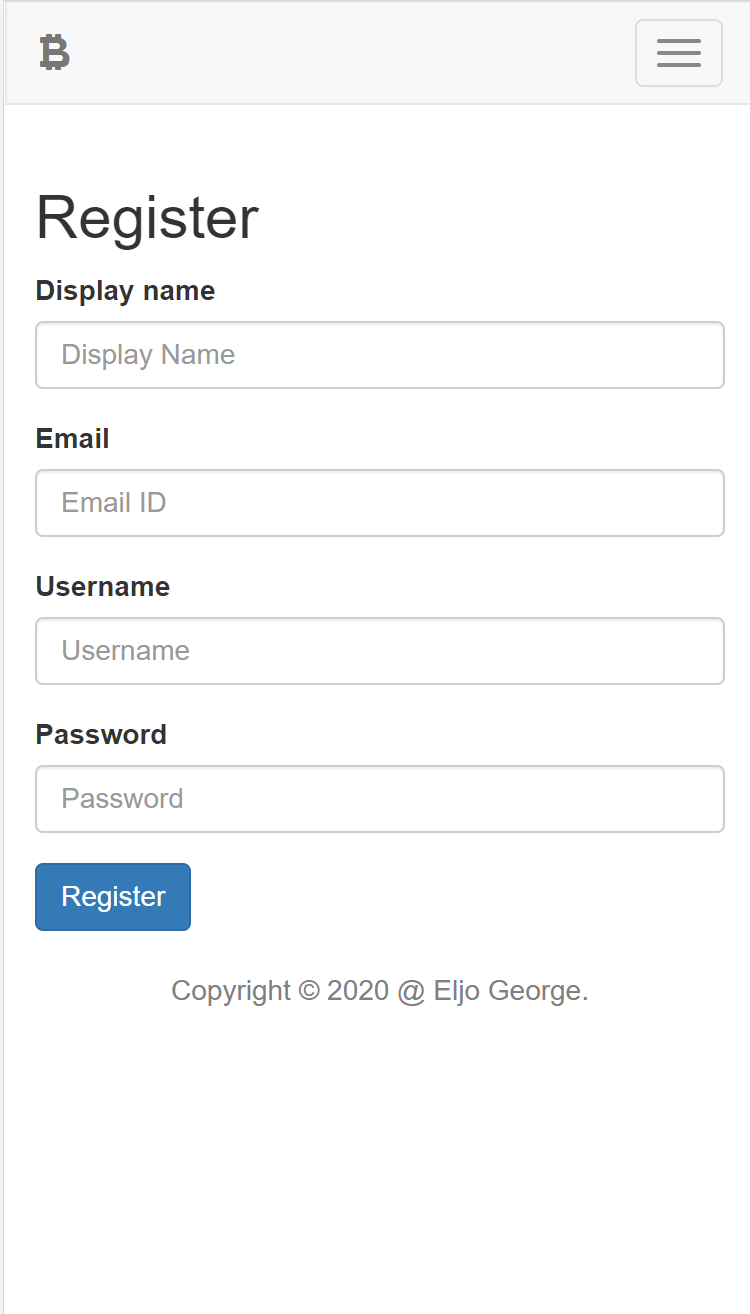 Register
Display name
Display Name
Email
Email ID
Username
Username
Password
Password
Register
Copyright © 2020 @ Eljo George.